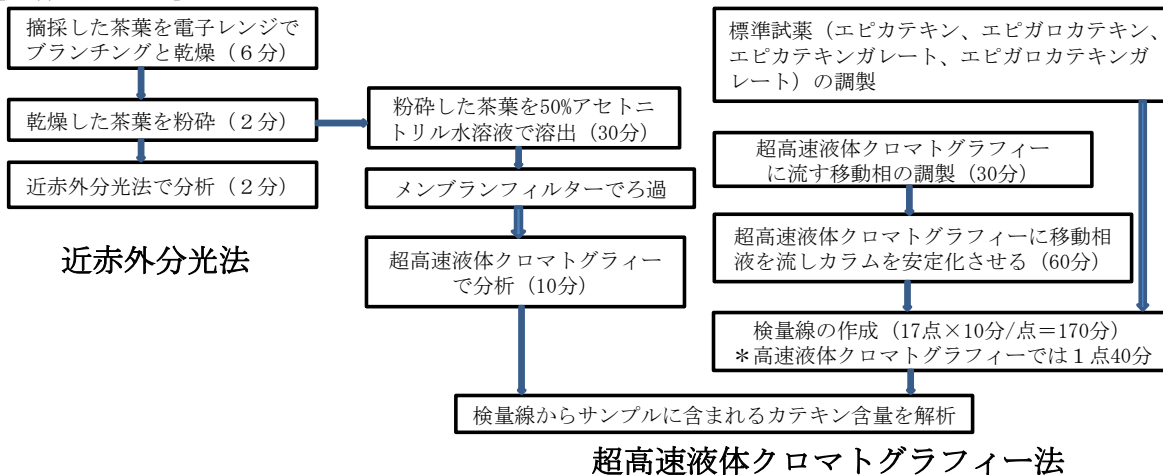 摘採した茶葉を電子レンジで
ブランチングと乾燥（６分）
乾燥した茶葉を粉砕（２分）
近赤外分光法で分析（２分）
近赤外分光法
粉砕した茶葉を50%アセトニ
トリル水溶液で溶出（30分）
メンブランフィルターでろ過
超高速液体クロマトグラィー
で分析（10分）
標準試薬（エピカテキン、エピガロカテキン、
エピカテキンガレート、エピガロカテキンガ
レート）の調製
超高速液体クロマトグラフィー
に流す移動相の調製（30分）
超高速液体クロマトグラフィーに移動相
液を流しカラムを安定化させる（60分）
検量線の作成（17点×10分/点＝170分）
＊高速液体クロマトグラフィーでは１点40分
検量線からサンプルに含まれるカテキン含量を解析
超高速液体クロマトグラフィー法